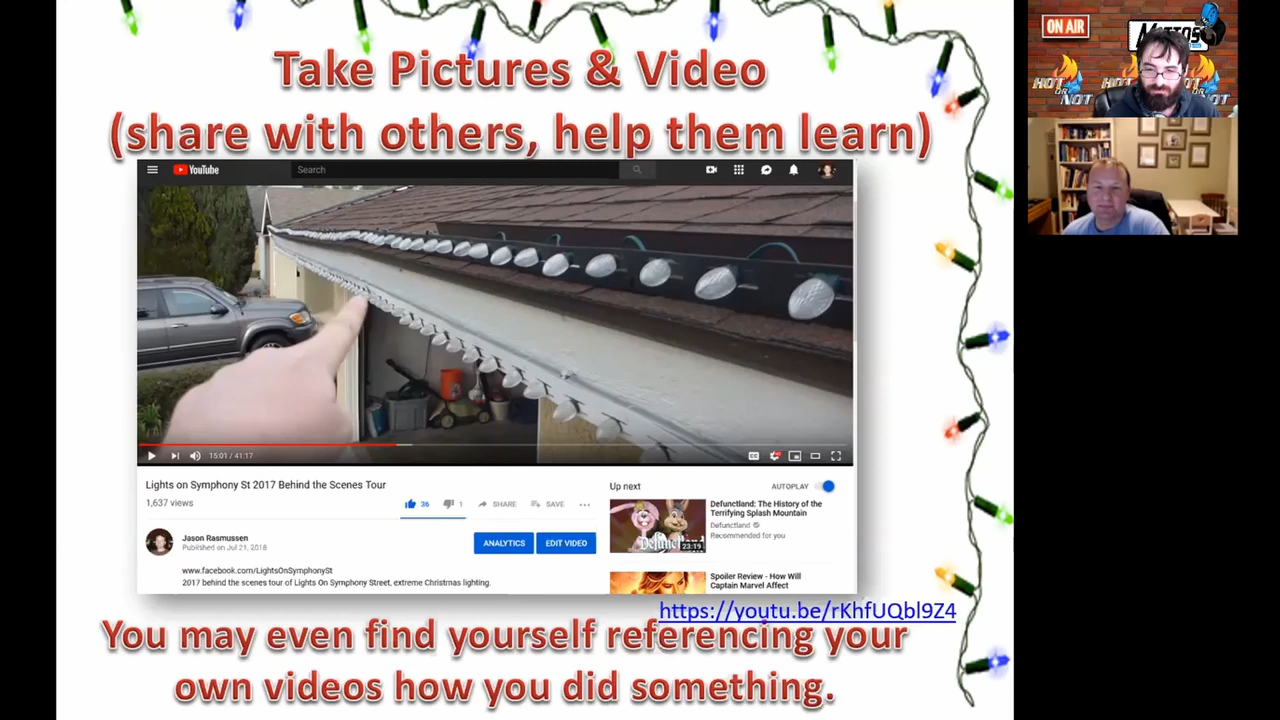 Take Pictures & Video
(share with others, help them learn)
YouTube
Search
15:01 / 41:17
Lights on Symphony St 2017 Behind the Scenes Tour
1,637 views
36
1
SHARE
SAVE
Jason Rasmussen
Published on Jul 21, 2018
ANALYTICS
EDIT VIDEO
www.facebook.com/LightsOnSymphonySt
2017 behind the scenes tour of Lights On Symphony Street, extreme Christmas lighting.
Up next
AUTOPLAY
Defunctland: The History of the
Terrifying Splash Mountain
Defunctland
Recommended for you
Defunctland
23:19
Spoiler Review - How Will
Captain Marvel Affect
https://youtu.be/rKhfUQbl9Z4
You may even find yourself referencing your
own videos how you did something.
ON AIR
HOT OR NOT